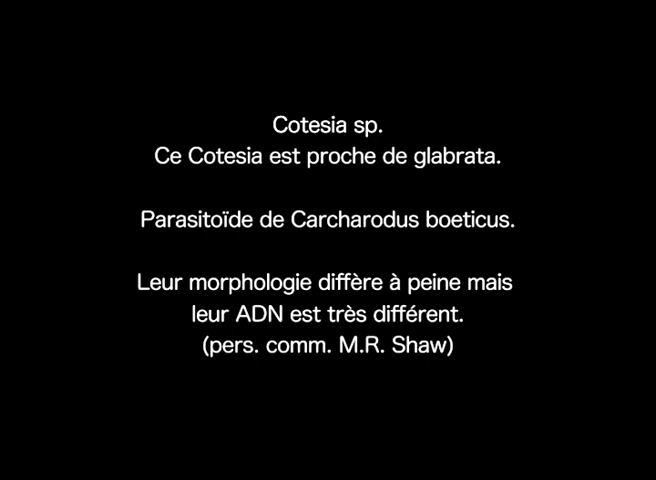 Cotesia sp.
Ce Cotesia est proche de glabrata.
Parasitoïde de Carcharodus boeticus.
Leur morphologie diffère à peine mais
leur ADN est très différent.
(pers. comm. M.R. Shaw)